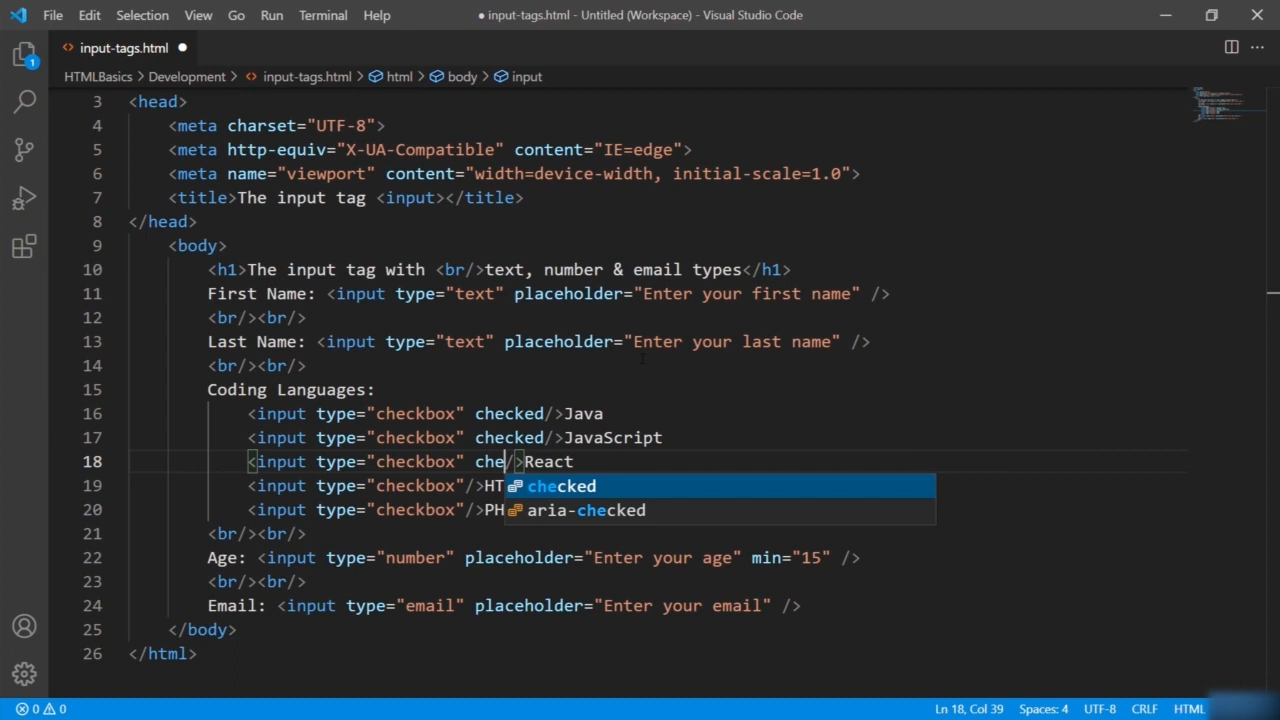 File Edit Selection View Go Run Terminal Help ● input-tags.html - Untitled (Workspace) - Visual Studio Code
1
<> input-tags.html ●
HTMLBasics > Development > <> input-tags.html > html > body > input
3 <head>
4 <meta charset="UTF-8">
5 <meta http-equiv="X-UA-Compatible" content="IE=edge">
6 <meta name="viewport" content="width=device-width, initial-scale=1.0">
7 <title>The input tag <input></title>
8 </head>
9 <body>
10 <h1>The input tag with <br/>text, number & email types</h1>
11 First Name: <input type="text" placeholder="Enter your first name" />
12 <br/><br/>
13 Last Name: <input type="text" placeholder="Enter your last name" />
14 <br/><br/>
15 Coding Languages:
16 <input type="checkbox" checked/>Java
17 <input type="checkbox" checked/>JavaScript
18 <input type="checkbox" che/>React
19 <input type="checkbox"/>HT checked
20 <input type="checkbox"/>PH aria-checked
21 <br/><br/>
22 Age: <input type="number" placeholder="Enter your age" min="15" />
23 <br/><br/>
24 Email: <input type="email" placeholder="Enter your email" />
25 </body>
26 </html>
0 0 Ln 18, Col 39 Spaces: 4 UTF-8 CRLF HTML